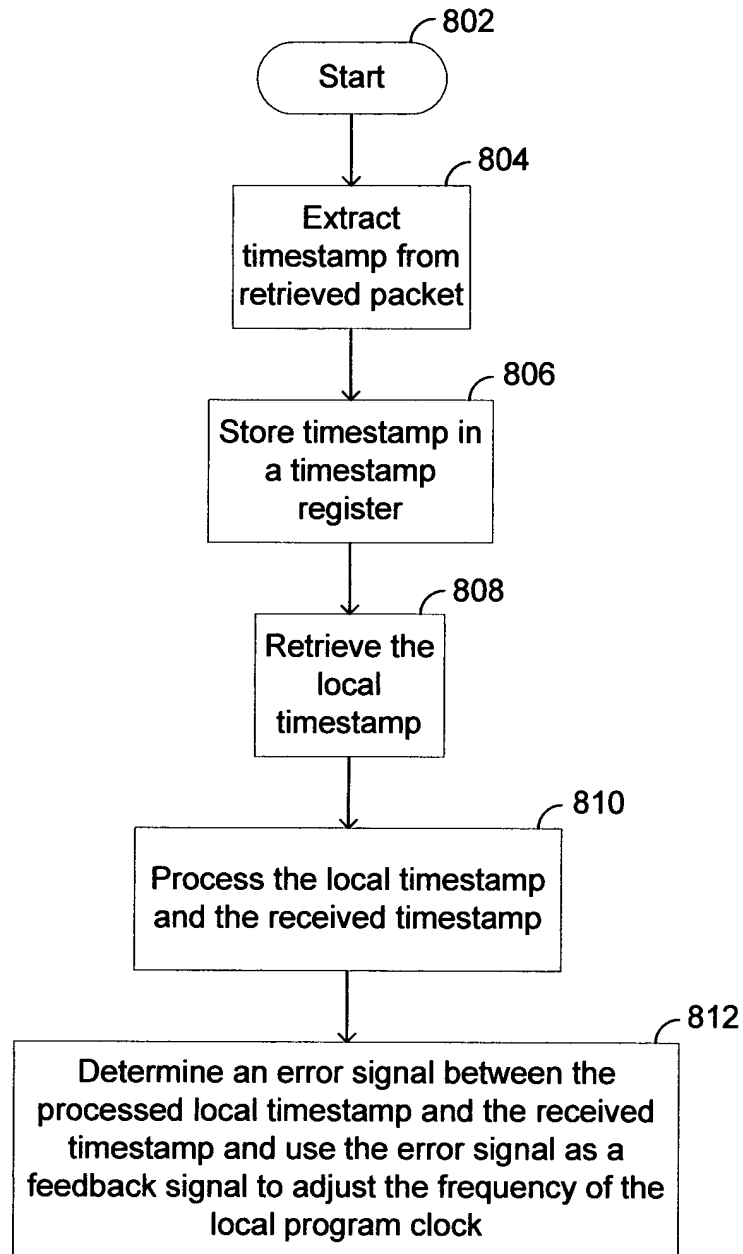 802
Start
804
Extract
timestamp from
retrieved packet
806
Store timestamp in
a timestamp
register
808
Retrieve the
local
timestamp
810
Process the local timestamp
and the received timestamp
812
Determine an error signal between the
processed local timestamp and the received
timestamp and use the error signal as a
feedback signal to adjust the frequency of the
local program clock